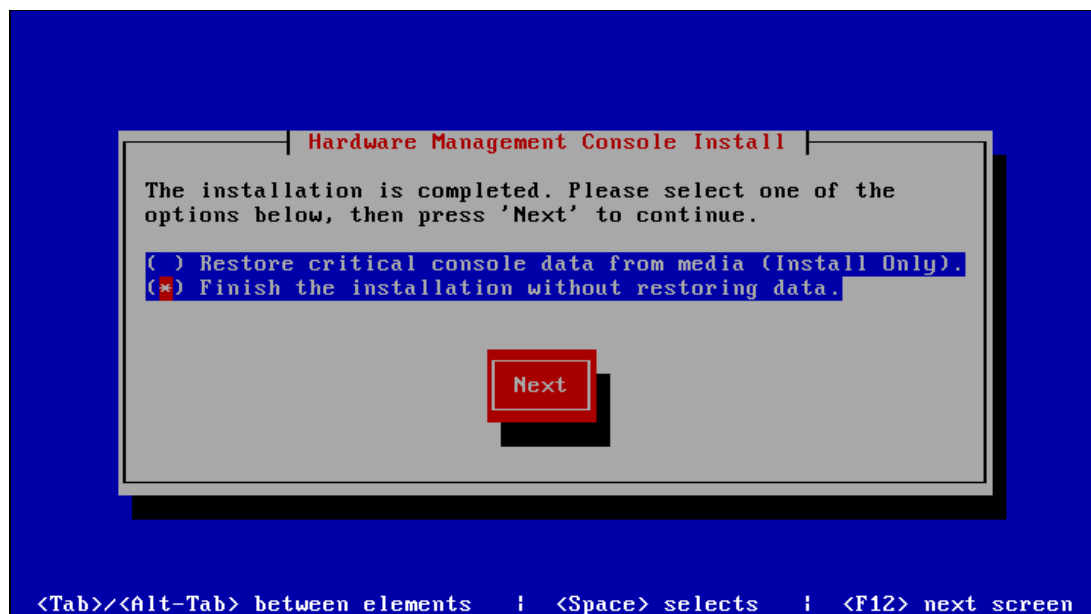 Hardware Management Console Install
The installation is completed. Please select one of the
options below, then press 'Next' to continue.
( ) Restore critical console data from media (Install Only).
(*) Finish the installation without restoring data.
Next
<Tab>/<Alt-Tab> between elements | <Space> selects | <F12> next screen